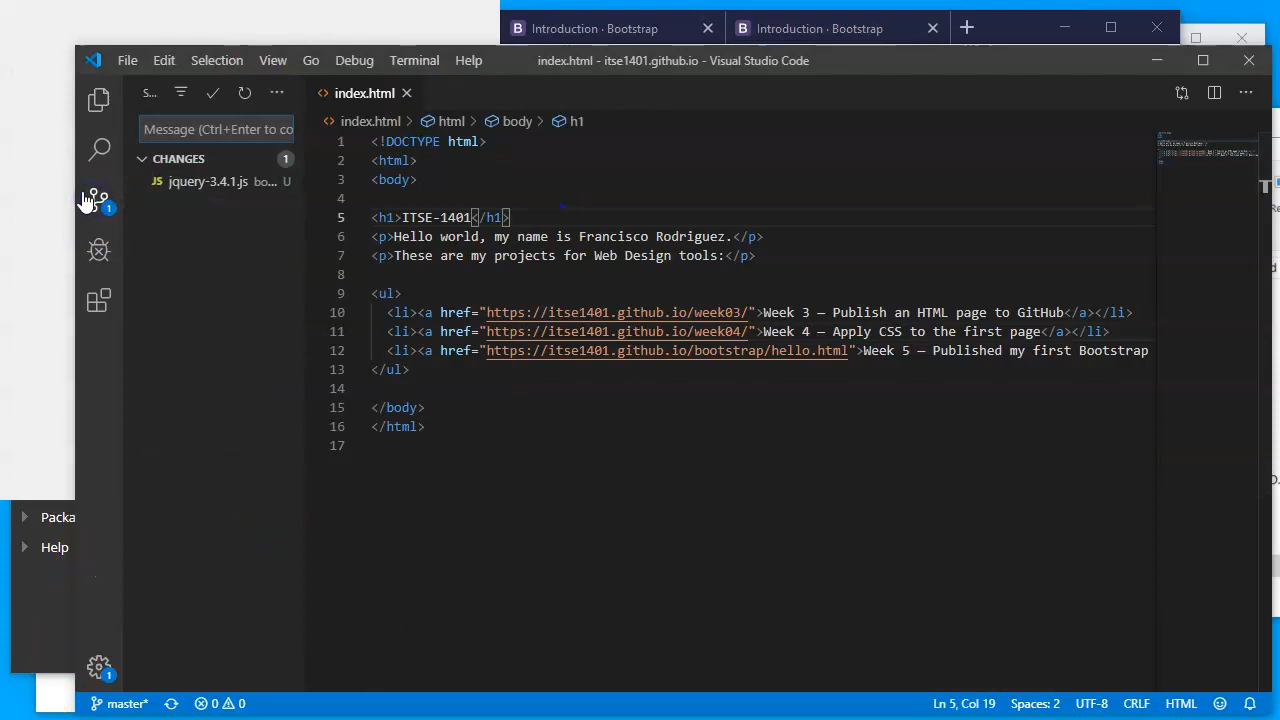 Introduction · Bootstrap
Introduction · Bootstrap
File Edit Selection View Go Debug Terminal Help
index.html - itse1401.github.io - Visual Studio Code
S...
index.html
Message (Ctrl+Enter to co
index.html html body h1
CHANGES 1
JS jquery-3.4.1.js bo... U
1
1 <!DOCTYPE html>
2 <html>
3 <body>
4
5 <h1>ITSE-1401</h1>
6 <p>Hello world, my name is Francisco Rodriguez.</p>
7 <p>These are my projects for Web Design tools:</p>
8
9 <ul>
10 <li><a href="https://itse1401.github.io/week03/">Week 3 – Publish an HTML page to GitHub</a></li>
11 <li><a href="https://itse1401.github.io/week04/">Week 4 – Apply CSS to the first page</a></li>
12 <li><a href="https://itse1401.github.io/bootstrap/hello.html">Week 5 – Published my first Bootstrap
13 </ul>
14
15 </body>
16 </html>
17
Packa
Help
1
master* 0 0 Ln 5, Col 19 Spaces: 2 UTF-8 CRLF HTML